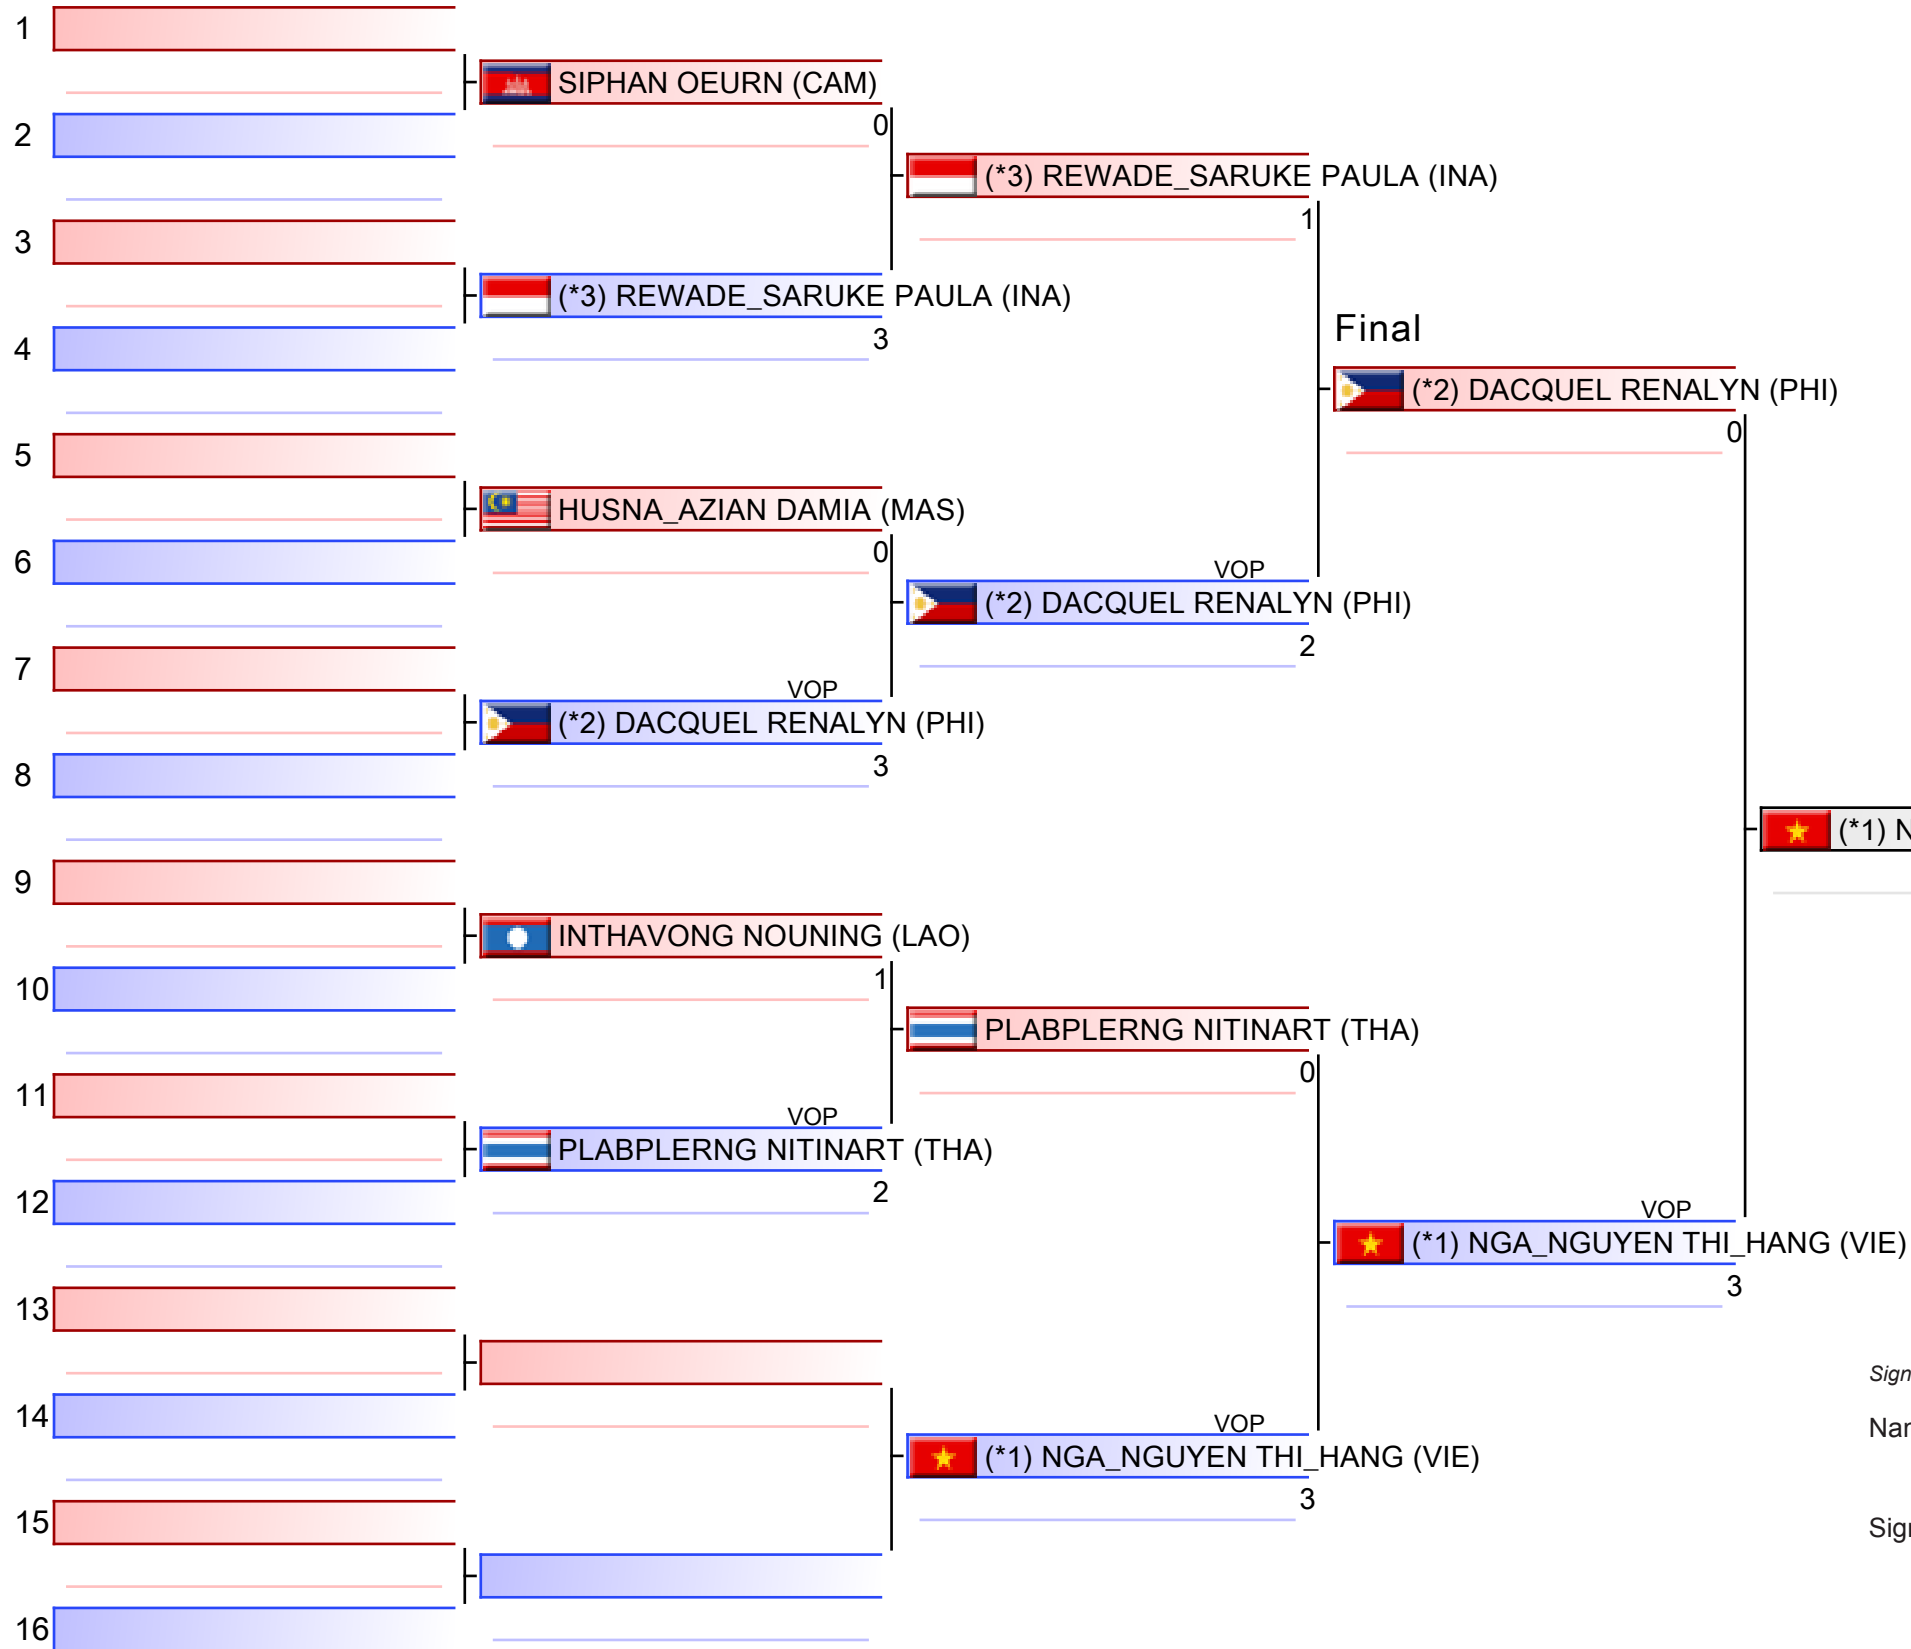 1
SIPHAN OEURN (CAM)
0
2
(*3) REWADE_SARUKE PAULA (INA)
1
3
(*3) REWADE_SARUKE PAULA (INA)
3
4
Final
(*2) DACQUEL RENALYN (PHI)
0
5
HUSNA_AZIAN DAMIA (MAS)
0
6
VOP
(*2) DACQUEL RENALYN (PHI)
2
7
VOP
(*2) DACQUEL RENALYN (PHI)
3
8
(*1) N
9
INTHAVONG NOUNING (LAO)
1
10
PLABPLERNG NITINART (THA)
0
11
VOP
PLABPLERNG NITINART (THA)
2
12
VOP
(*1) NGA_NGUYEN THI_HANG (VIE)
3
13
Sign
14
VOP
(*1) NGA_NGUYEN THI_HANG (VIE)
3
15
16